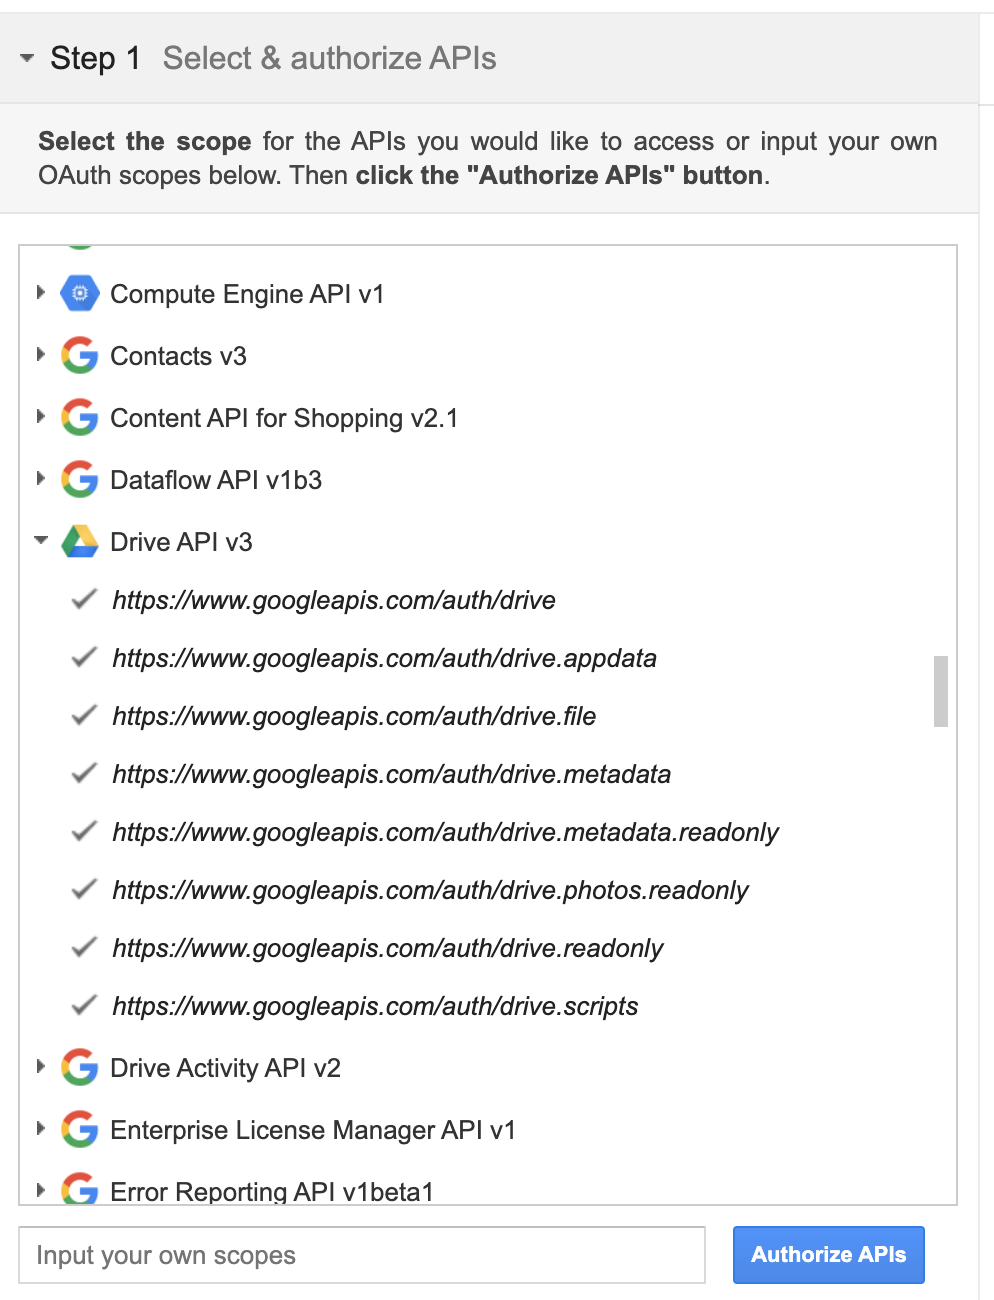 Step 1 Select & authorize APIs
Select the scope for the APIs you would like to access or input your own
OAuth scopes below. Then click the "Authorize APIs" button.
Compute Engine API v1
Contacts v3
Content API for Shopping v2.1
Dataflow API v1b3
Drive API v3
https://www.googleapis.com/auth/drive
https://www.googleapis.com/auth/drive.appdata
https://www.googleapis.com/auth/drive.file
https://www.googleapis.com/auth/drive.metadata
https://www.googleapis.com/auth/drive.metadata.readonly
https://www.googleapis.com/auth/drive.photos.readonly
https://www.googleapis.com/auth/drive.readonly
https://www.googleapis.com/auth/drive.scripts
Drive Activity API v2
Enterprise License Manager API v1
Error Reporting API v1beta1
Input your own scopes
Authorize APIs